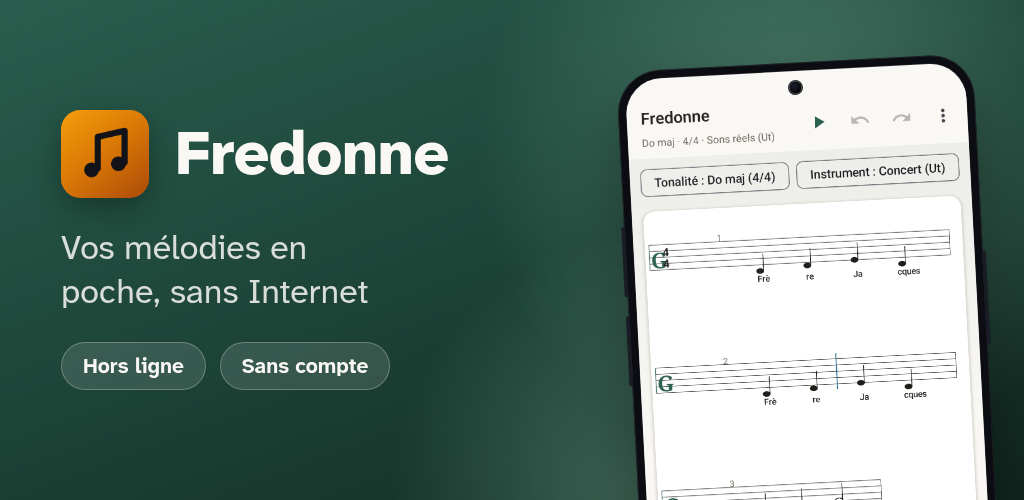 Fredonne
Vos mélodies en
poche, sans Internet
Hors ligne
Sans compte
Fredonne
Do maj · 4/4 · Sons réels (Ut)
Tonalité : Do maj (4/4)
Instrument : Concert (Ut)
1
G 4/4
Frè re Ja cques
2
G
Frè re Ja cques
3